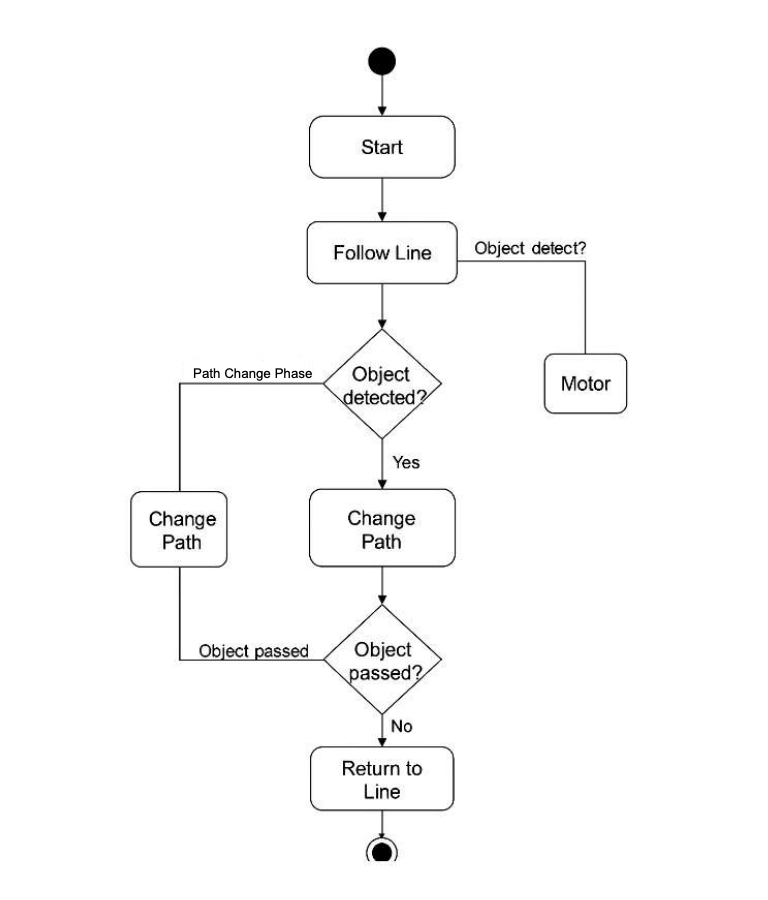 Start
Follow Line
Object detect?
Path Change Phase
Object
detected?
Motor
Yes
Change
Path
Change
Path
Object passed
Object
passed?
No
Return to
Line